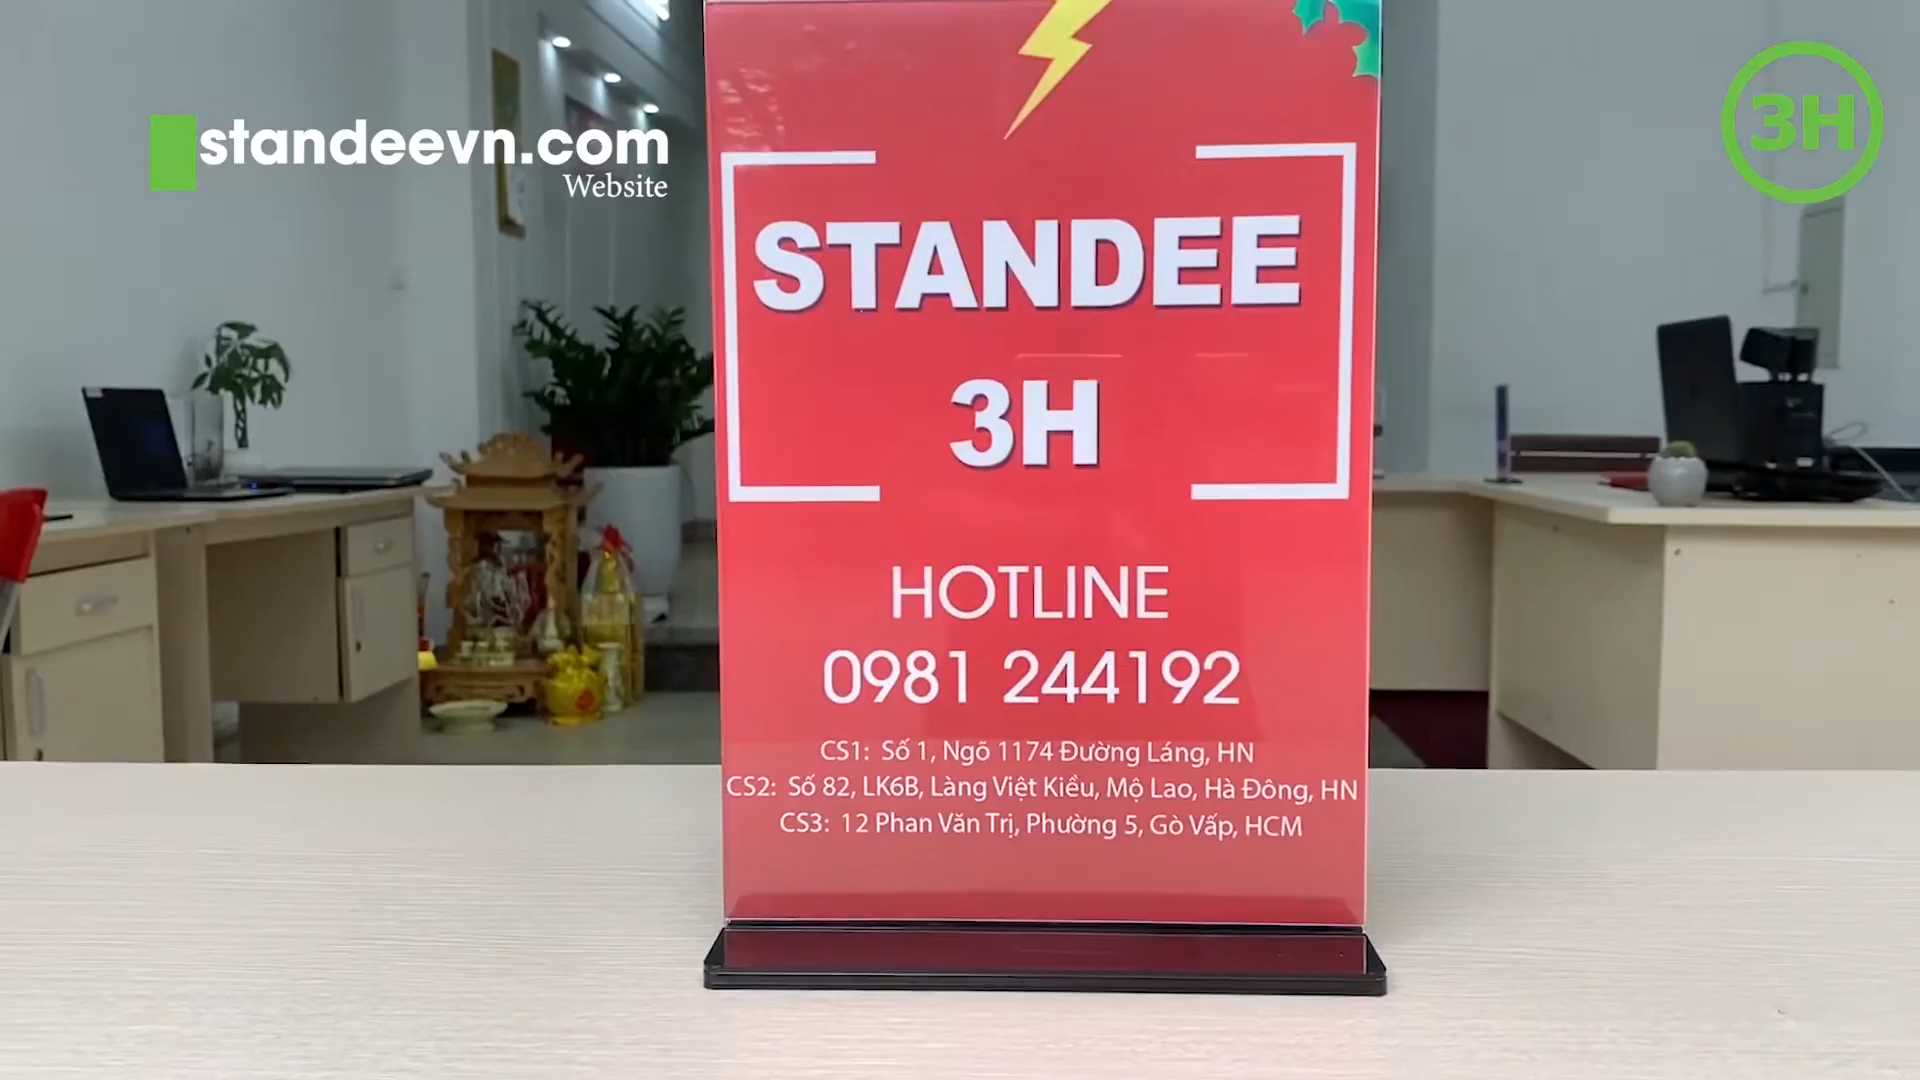 standeevn.com
Website
3H
STANDEE
3H
HOTLINE
0981 244192
CS1: Số 1, Ngõ 1174 Đường Láng, HN
CS2: Số 82, LK6B, Làng Việt Kiều, Mộ Lao, Hà Đông, HN
CS3: 12 Phan Văn Trị, Phường 5, Gò Vấp, HCM